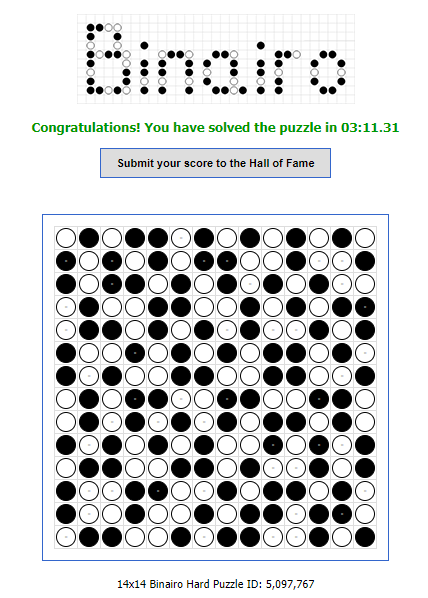 Binairo
Congratulations! You have solved the puzzle in 03:11.31
Submit your score to the Hall of Fame
14x14 Binairo Hard Puzzle ID: 5,097,767